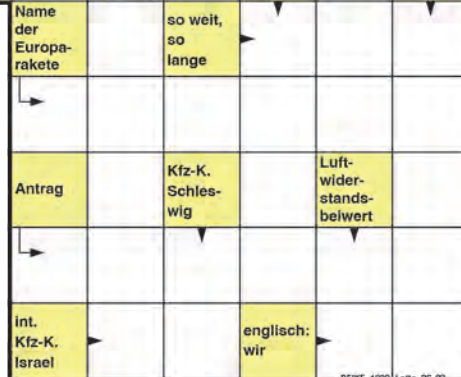 Name
der
Europa-
rakete
so weit,
so
lange
Antrag
Kfz-K.
Schles-
wig
Luft-
wider-
stands-
beiwert
int.
Kfz-K.
Israel
englisch:
wir